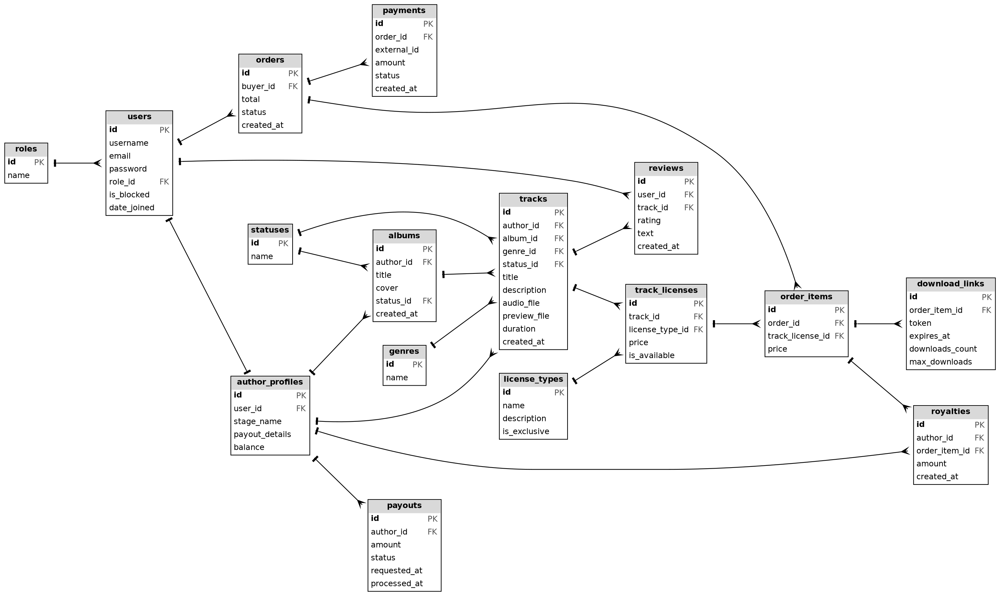 payments
id PK
order_id FK
external_id
amount
status
created_at
orders
id PK
buyer_id FK
total
status
created_at
users
id PK
username
email
password
role_id FK
is_blocked
date_joined
roles
id PK
name
reviews
id PK
user_id FK
track_id FK
rating
text
created_at
tracks
id PK
author_id FK
album_id FK
genre_id FK
status_id FK
title
description
audio_file
preview_file
duration
created_at
statuses
id PK
name
albums
id PK
author_id FK
title
cover
status_id FK
created_at
track_licenses
id PK
track_id FK
license_type_id FK
price
is_available
order_items
id PK
order_id FK
track_license_id FK
price
download_links
id PK
order_item_id FK
token
expires_at
downloads_count
max_downloads
genres
id PK
name
license_types
id PK
name
description
is_exclusive
author_profiles
id PK
user_id FK
stage_name
payout_details
balance
royalties
id PK
author_id FK
order_item_id FK
amount
created_at
payouts
id PK
author_id FK
amount
status
requested_at
processed_at